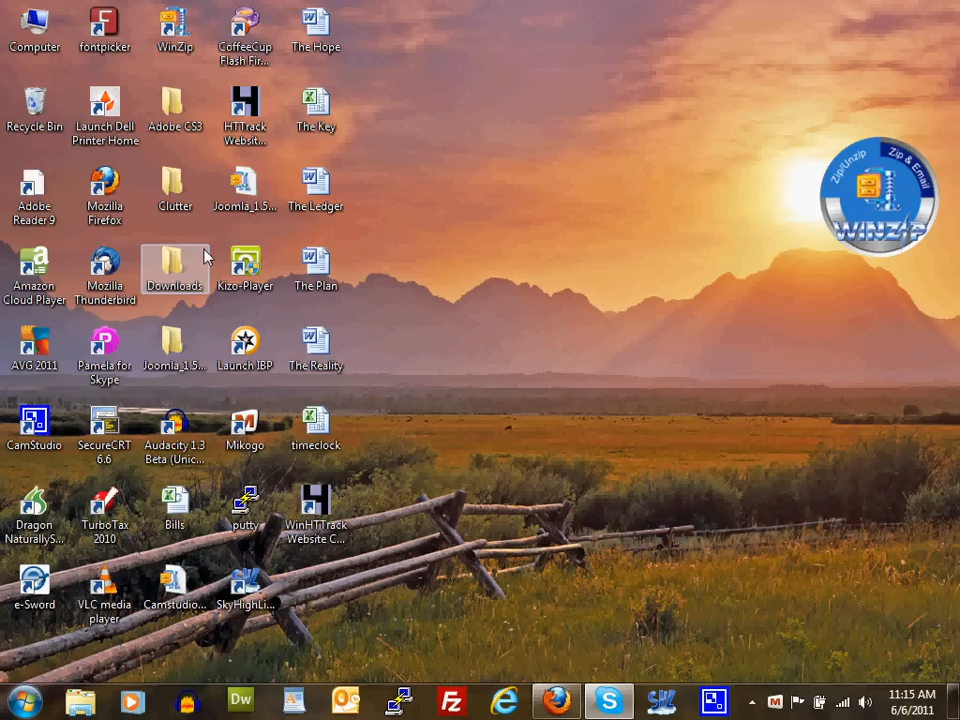 Computer
fontpicker
WinZip
CoffeeCup
Flash Fir...
The Hope
Recycle Bin
Launch Dell
Printer Home
Adobe CS3
HTTrack
Websit...
The Key
Adobe
Reader 9
Mozilla
Firefox
Clutter
Joomla_1.5...
The Ledger
Amazon
Cloud Player
Mozilla
Thunderbird
Downloads
Kizo-Player
The Plan
AVG 2011
Pamela for
Skype
Joomla_1.5...
Launch IBP
The Reality
CamStudio
SecureCRT
6.6
Audacity 1.3
Beta (Unic...
Mikogo
timeclock
Dragon
NaturallyS...
TurboTax
2010
Bills
putty
WinHTTrack
Website C...
e-Sword
VLC media
player
Camstudio...
SkyHighLi...
Zip/Unzip
Zip & Email
WINZIP
Dw
Fz
11:15 AM
6/6/2011